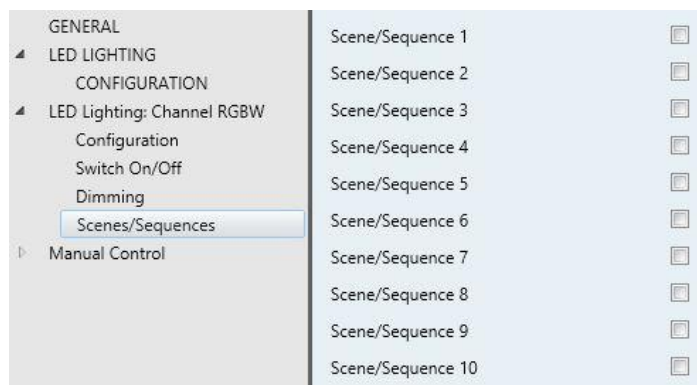 GENERAL
LED LIGHTING
CONFIGURATION
LED Lighting: Channel RGBW
Configuration
Switch On/Off
Dimming
Scenes/Sequences
Manual Control
Scene/Sequence 1
Scene/Sequence 2
Scene/Sequence 3
Scene/Sequence 4
Scene/Sequence 5
Scene/Sequence 6
Scene/Sequence 7
Scene/Sequence 8
Scene/Sequence 9
Scene/Sequence 10